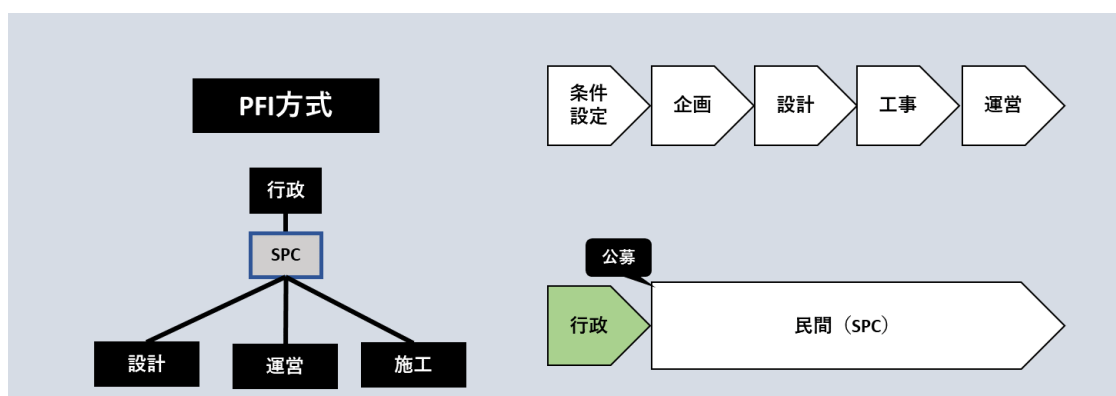 PFI方式
行政
SPC
設計
運営
施工
条件
設定
企画
設計
工事
運営
公募
行政
民間（SPC）